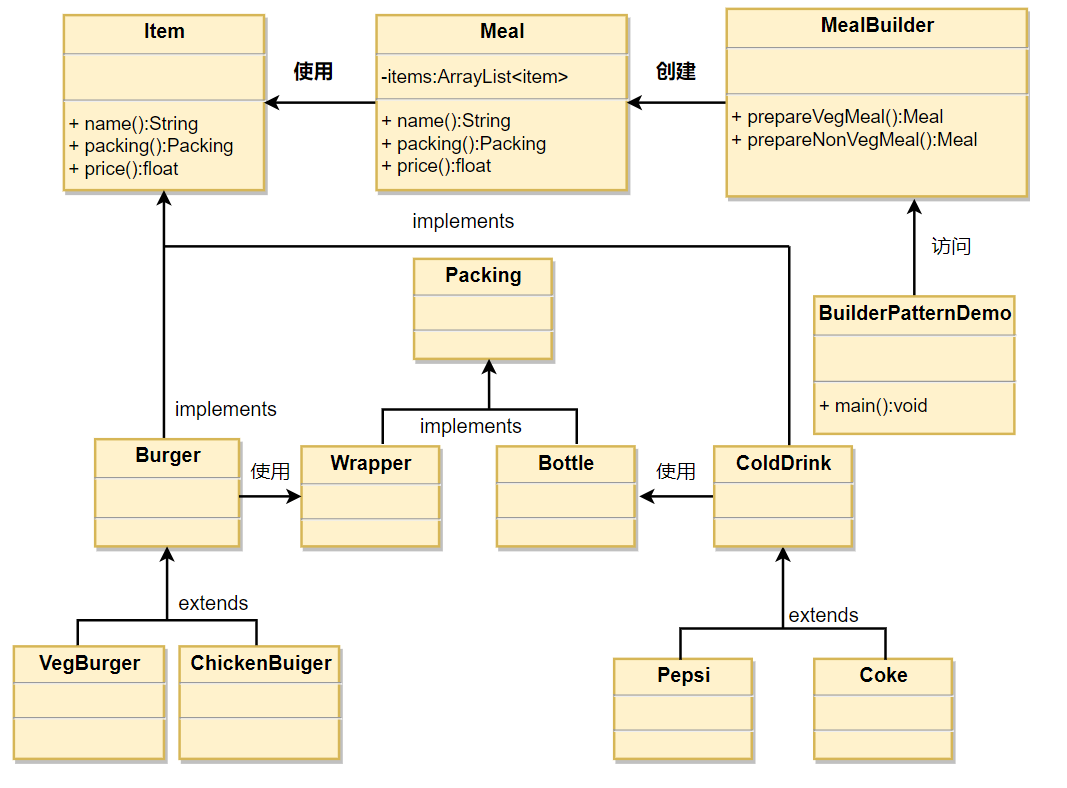 Item
+ name():String
+ packing():Packing
+ price():float
使用
Meal
-items:ArrayList<item>
+ name():String
+ packing():Packing
+ price():float
创建
MealBuilder
+ prepareVegMeal():Meal
+ prepareNonVegMeal():Meal
implements
访问
Packing
BuilderPatternDemo
+ main():void
implements
implements
Burger
使用
Wrapper
Bottle
使用
ColdDrink
extends
extends
VegBurger
ChickenBuiger
Pepsi
Coke